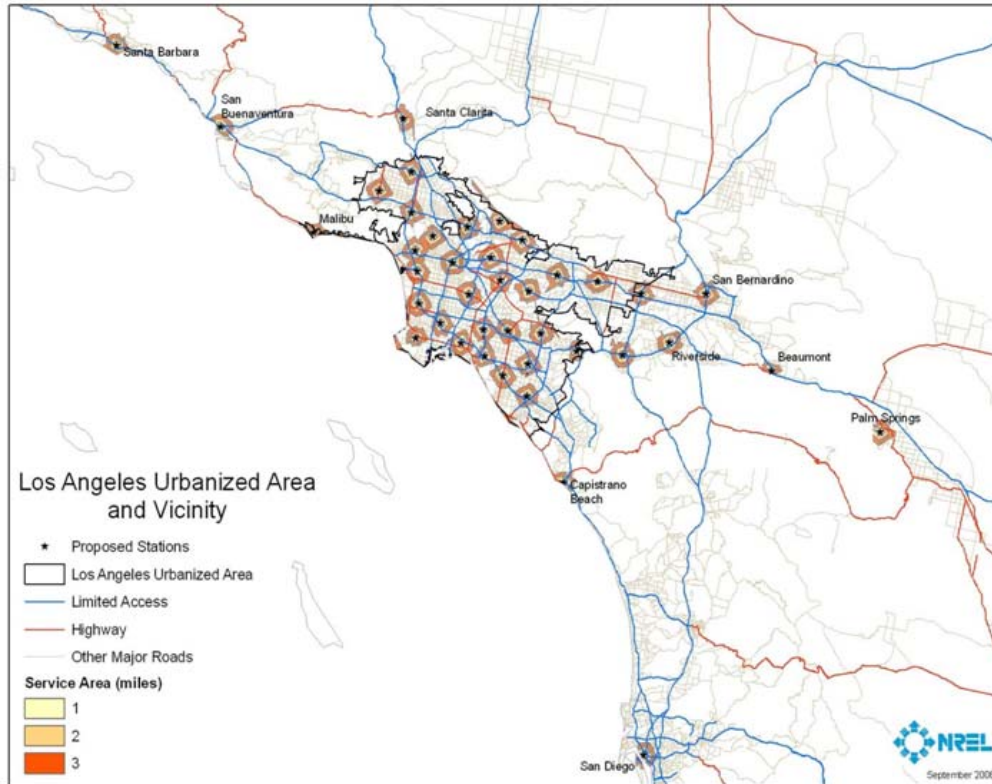 Santa Barbara
San
Buenaventura
Santa Clarita
Malibu
San Bernardino
Riverside
Beaumont
Palm Springs
Capistrano
Beach
San Diego
Los Angeles Urbanized Area
and Vicinity
Proposed Stations
Los Angeles Urbanized Area
Limited Access
Highway
Other Major Roads
Service Area (miles)
1
2
3
NREL